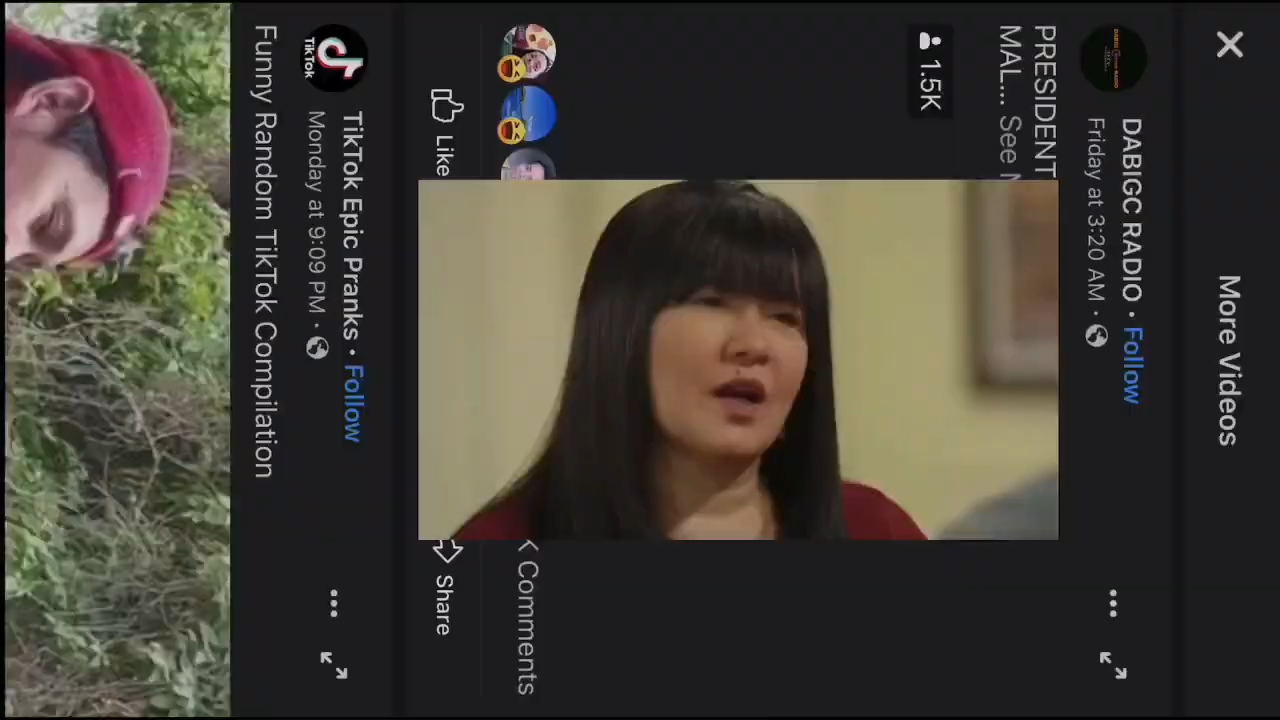 More Videos
DABIGC RADIO · Follow
Friday at 3:20 AM ·
PRESIDENT
MAL... See
1.5K
Comments
Like
Share
TikTok
TikTok Epic Pranks · Follow
Monday at 9:09 PM ·
Funny Random TikTok Compilation